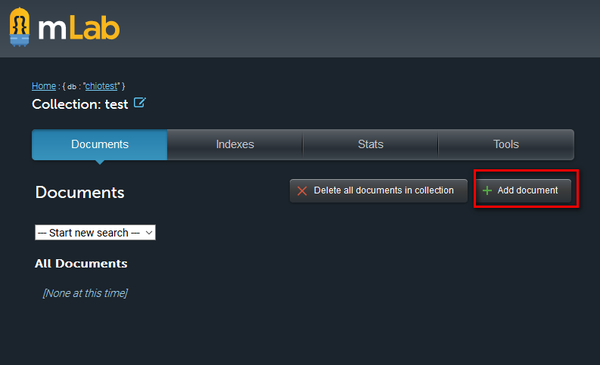 mLab
Home : { db : "chiotest" }
Collection: test
Documents Indexes Stats Tools
Documents
Delete all documents in collection
Add document
--- Start new search ---
All Documents
[None at this time]